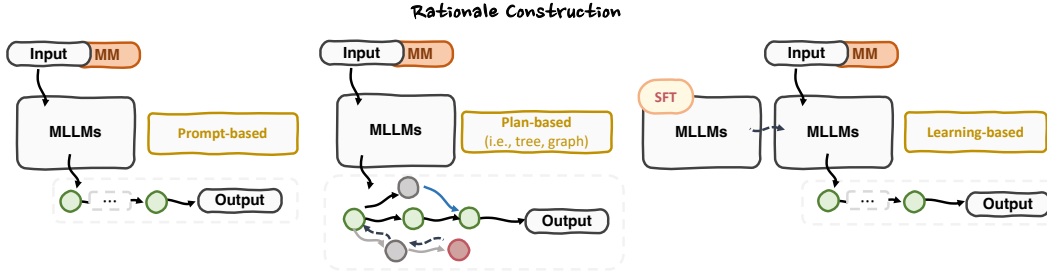 Rationale Construction
Input MM
MLLMs
Prompt-based
...
Output
Input MM
MLLMs
Plan-based
(i.e., tree, graph)
Output
SFT
MLLMs
Input MM
MLLMs
Learning-based
...
Output